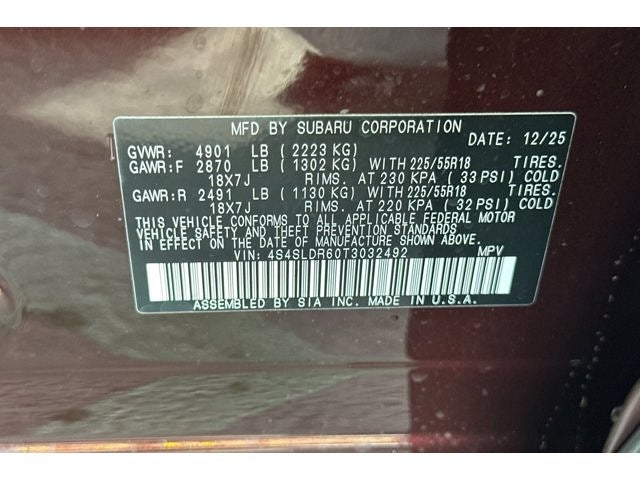 MFD BY SUBARU CORPORATION DATE: 12/25
GVWR: 4901 LB ( 2223 KG)
GAWR:F 2870 LB ( 1302 KG) WITH 225/55R18 TIRES.
18X7J RIMS. AT 230 KPA ( 33 PSI) COLD
GAWR:R 2491 LB ( 1130 KG) WITH 225/55R18 TIRES.
18X7J RIMS. AT 220 KPA ( 32 PSI) COLD
THIS VEHICLE CONFORMS TO ALL APPLICABLE FEDERAL MOTOR
VEHICLE SAFETY AND THEFT PREVENTION STANDARDS IN
EFFECT ON THE DATE OF MANUFACTURE SHOWN ABOVE.
VIN: 4S4SLDR60T3032492 MPV
ASSEMBLED BY SIA INC. MADE IN U.S.A.